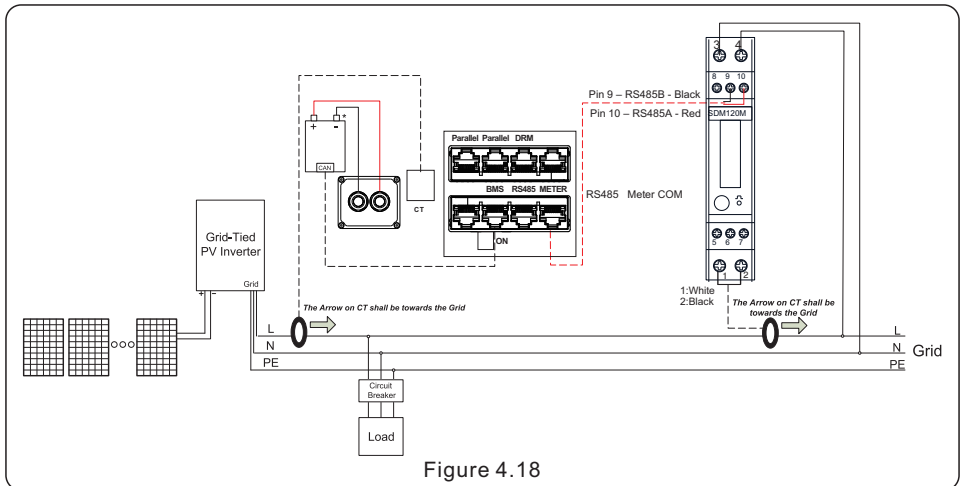 3 4
8 9 10
Pin 9 – RS485B - Black
Pin 10 – RS485A - Red
SDM120M
+ - *
CAN
Parallel Parallel DRM
BMS RS485 METER
RS485 Meter COM
CT
ON
5 6 7
1 2
1:White
2:Black
Grid-Tied
PV Inverter
Grid
+ -
The Arrow on CT shall be towards the Grid
The Arrow on CT shall be
towards the Grid
L
N
PE
L
N
PE
Grid
Circuit
Breaker
Load
Figure 4.18